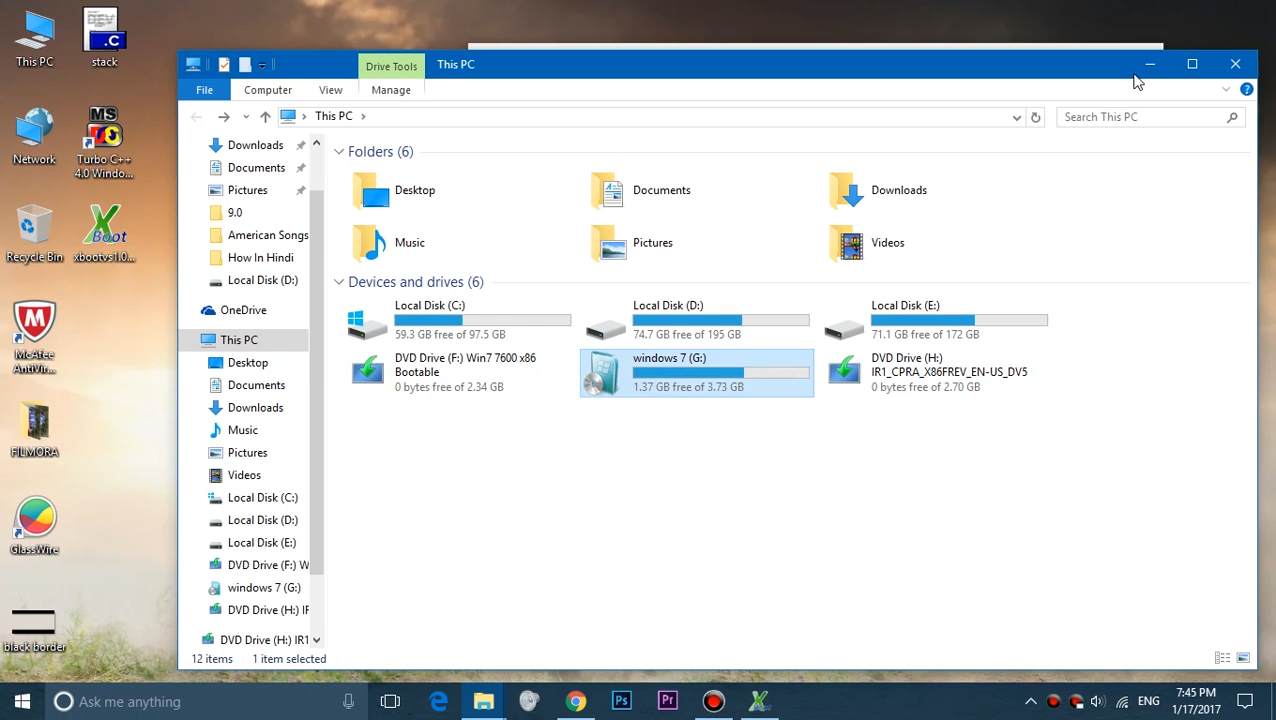 This PC
DEV
.C
stack
Network
MS
Turbo C++
4.0 Windo...
Recycle Bin
X
Boot
xbootvs1.0...
McAfee
AntiVir...
FILMORA
GlassWire
black border
Drive Tools
This PC
File
Computer
View
Manage
This PC
Search This PC
Downloads
Documents
Pictures
9.0
American Songs
How In Hindi
Local Disk (D:)
OneDrive
This PC
Desktop
Documents
Downloads
Music
Pictures
Videos
Local Disk (C:)
Local Disk (D:)
Local Disk (E:)
DVD Drive (F:) W
windows 7 (G:)
DVD Drive (H:) IF
DVD Drive (H:) IR1
Folders (6)
Desktop
Documents
Downloads
Music
Pictures
Videos
Devices and drives (6)
Local Disk (C:)
59.3 GB free of 97.5 GB
Local Disk (D:)
74.7 GB free of 195 GB
Local Disk (E:)
71.1 GB free of 172 GB
DVD Drive (F:) Win7 7600 x86
Bootable
0 bytes free of 2.34 GB
windows 7 (G:)
1.37 GB free of 3.73 GB
DVD Drive (H:)
IR1_CPRA_X86FREV_EN-US_DV5
0 bytes free of 2.70 GB
12 items
1 item selected
Ask me anything
Ps
Pr
ENG
7:45 PM
1/17/2017